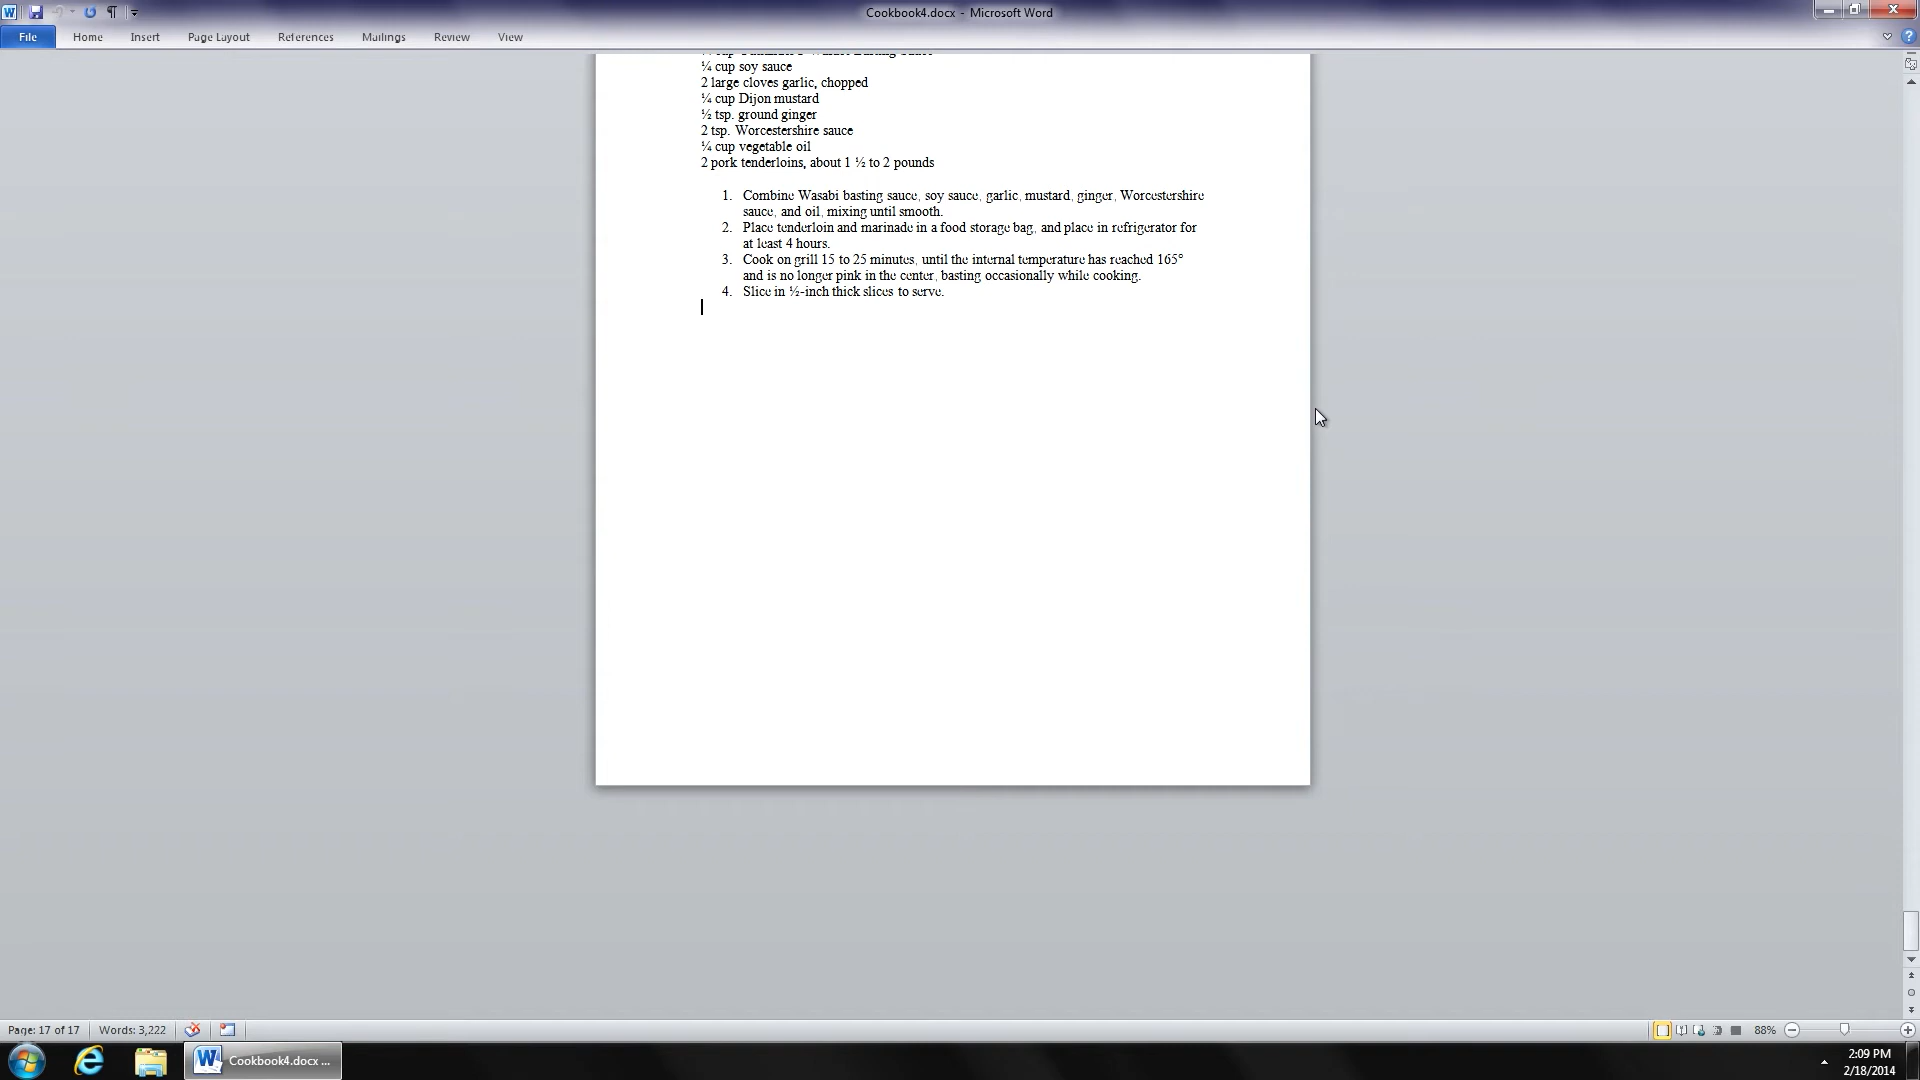 Cookbook4.docx - Microsoft Word
File Home Insert Page Layout References Mailings Review View
¼ cup soy sauce
2 large cloves garlic, chopped
¼ cup Dijon mustard
½ tsp. ground ginger
2 tsp. Worcestershire sauce
¼ cup vegetable oil
2 pork tenderloins, about 1 ½ to 2 pounds
1. Combine Wasabi basting sauce, soy sauce, garlic, mustard, ginger, Worcestershire
sauce, and oil, mixing until smooth.
2. Place tenderloin and marinade in a food storage bag, and place in refrigerator for
at least 4 hours.
3. Cook on grill 15 to 25 minutes, until the internal temperature has reached 165°
and is no longer pink in the center, basting occasionally while cooking.
4. Slice in ½-inch thick slices to serve.
Page: 17 of 17 Words: 3,222 88%
Cookbook4.docx ... 2:09 PM
2/18/2014